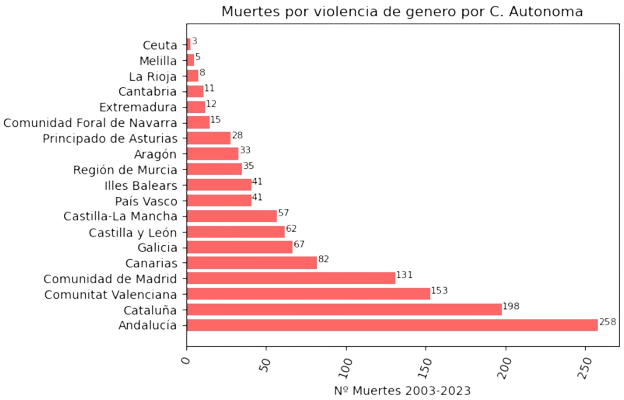 Muertes por violencia de genero por C. Autonoma
Ceuta 3
Melilla 5
La Rioja 8
Cantabria 11
Extremadura 12
Comunidad Foral de Navarra 15
Principado de Asturias 28
Aragón 33
Región de Murcia 35
Illes Balears 41
País Vasco 41
Castilla-La Mancha 57
Castilla y León 62
Galicia 67
Canarias 82
Comunidad de Madrid 131
Comunitat Valenciana 153
Cataluña 198
Andalucía 258
0 50 100 150 200 250
Nº Muertes 2003-2023